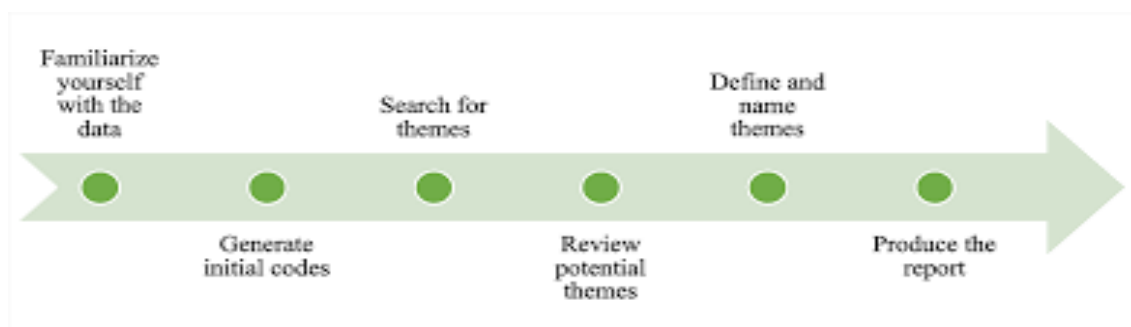 Familiarize
yourself
with the
data
Generate
initial codes
Search for
themes
Review
potential
themes
Define and
name
themes
Produce the
report